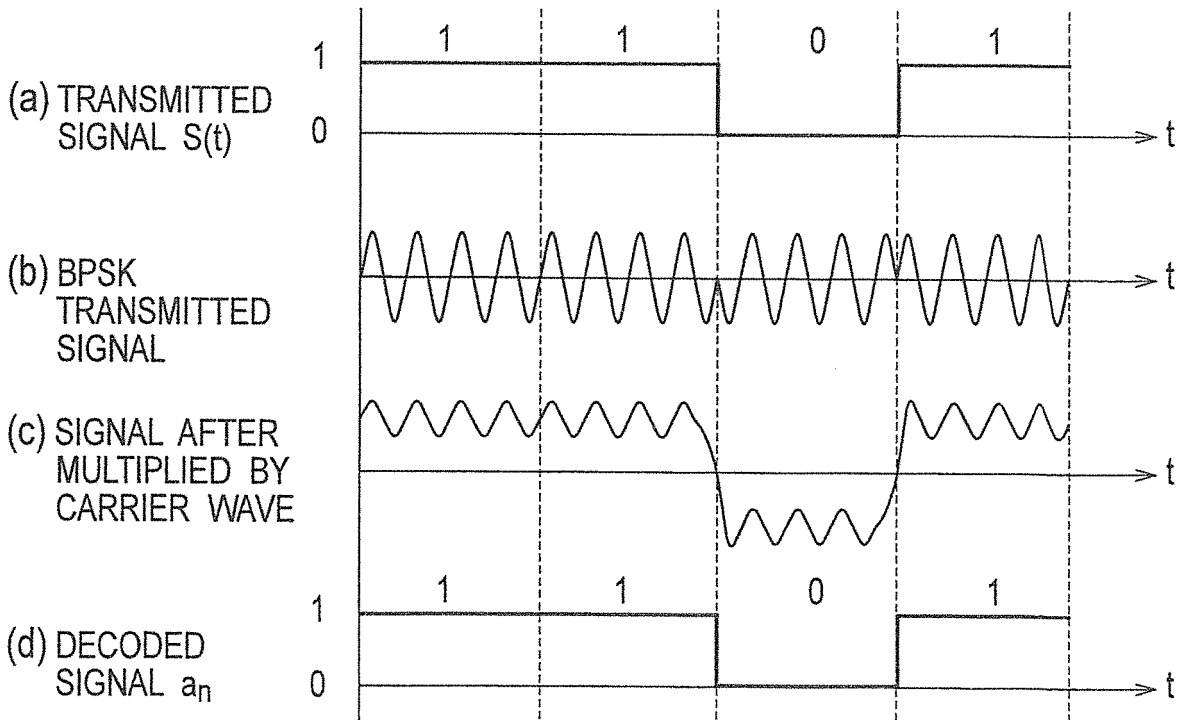 1 1 0 1
1
(a) TRANSMITTED
SIGNAL S(t)
0
t
(b) BPSK
TRANSMITTED
SIGNAL
t
(c) SIGNAL AFTER
MULTIPLIED BY
CARRIER WAVE
t
1 1 0 1
1
(d) DECODED
SIGNAL an
0
t